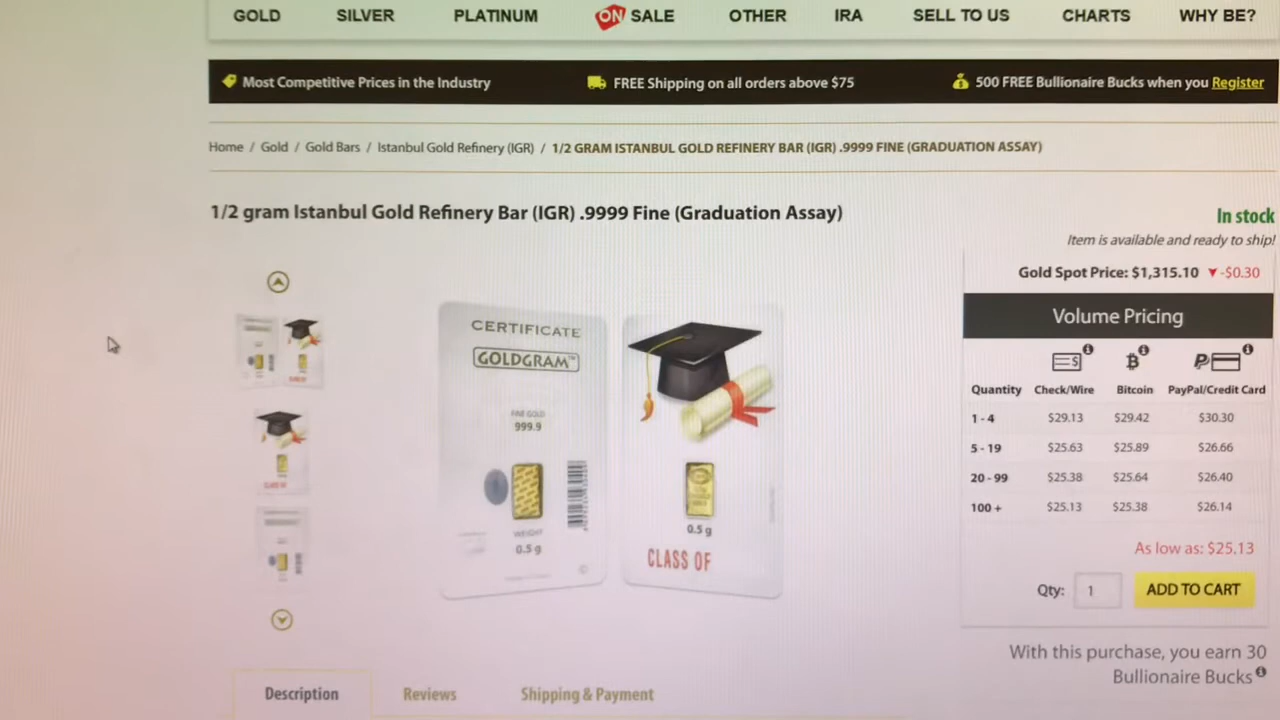 GOLD SILVER PLATINUM ON SALE OTHER IRA SELL TO US CHARTS WHY BE?
Most Competitive Prices in the Industry FREE Shipping on all orders above $75 500 FREE Bullionaire Bucks when you Register
Home / Gold / Gold Bars / Istanbul Gold Refinery (IGR) / 1/2 GRAM ISTANBUL GOLD REFINERY BAR (IGR) .9999 FINE (GRADUATION ASSAY)
1/2 gram Istanbul Gold Refinery Bar (IGR) .9999 Fine (Graduation Assay)
In stock
Item is available and ready to ship!
Gold Spot Price: $1,315.10 ▼-$0.30
Volume Pricing
Quantity Check/Wire Bitcoin PayPal/Credit Card
1 - 4 $29.13 $29.42 $30.30
5 - 19 $25.63 $25.89 $26.66
20 - 99 $25.38 $25.64 $26.40
100 + $25.13 $25.38 $26.14
As low as: $25.13
Qty: 1 ADD TO CART
With this purchase, you earn 30
Bullionaire Bucks
CERTIFICATE
GOLDGRAM™
FINE GOLD
999.9
WEIGHT
0.5 g
0.5 g
CLASS OF
Description Reviews Shipping & Payment